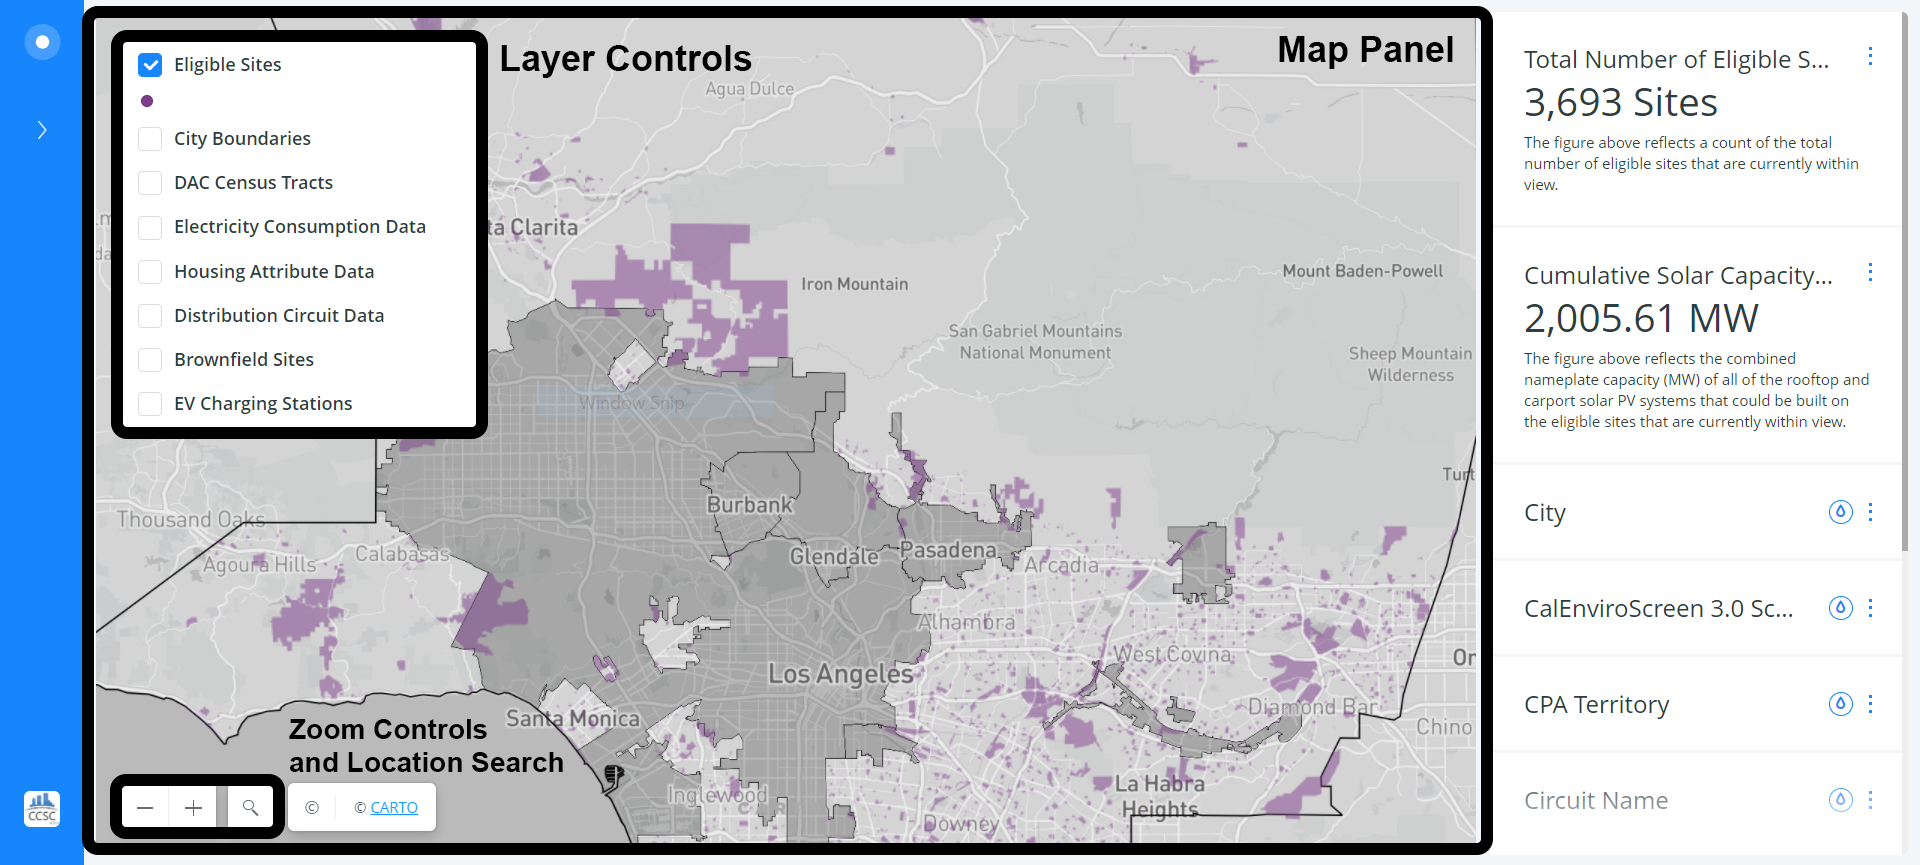 Eligible Sites
City Boundaries
DAC Census Tracts
Electricity Consumption Data
Housing Attribute Data
Distribution Circuit Data
Brownfield Sites
EV Charging Stations
Layer Controls
Map Panel
Agua Dulce
ta Clarita
Iron Mountain
Mount Baden-Powell
San Gabriel Mountains
National Monument
Sheep Mountain
Wilderness
Window Snip
Turt
Burbank
Thousand Oaks
Glendale
Pasadena
Calabasas
Agoura Hills
Arcadia
Alhambra
West Covina
Or
Los Angeles
Diamond Bar
Santa Monica
Chino
Zoom Controls
and Location Search
La Habra
Heights
Inglewood
Downey
© © CARTO
CCSC
Total Number of Eligible S...
3,693 Sites
The figure above reflects a count of the total
number of eligible sites that are currently within
view.
Cumulative Solar Capacity...
2,005.61 MW
The figure above reflects the combined
nameplate capacity (MW) of all of the rooftop and
carport solar PV systems that could be built on
the eligible sites that are currently within view.
City
CalEnviroScreen 3.0 Sc...
CPA Territory
Circuit Name